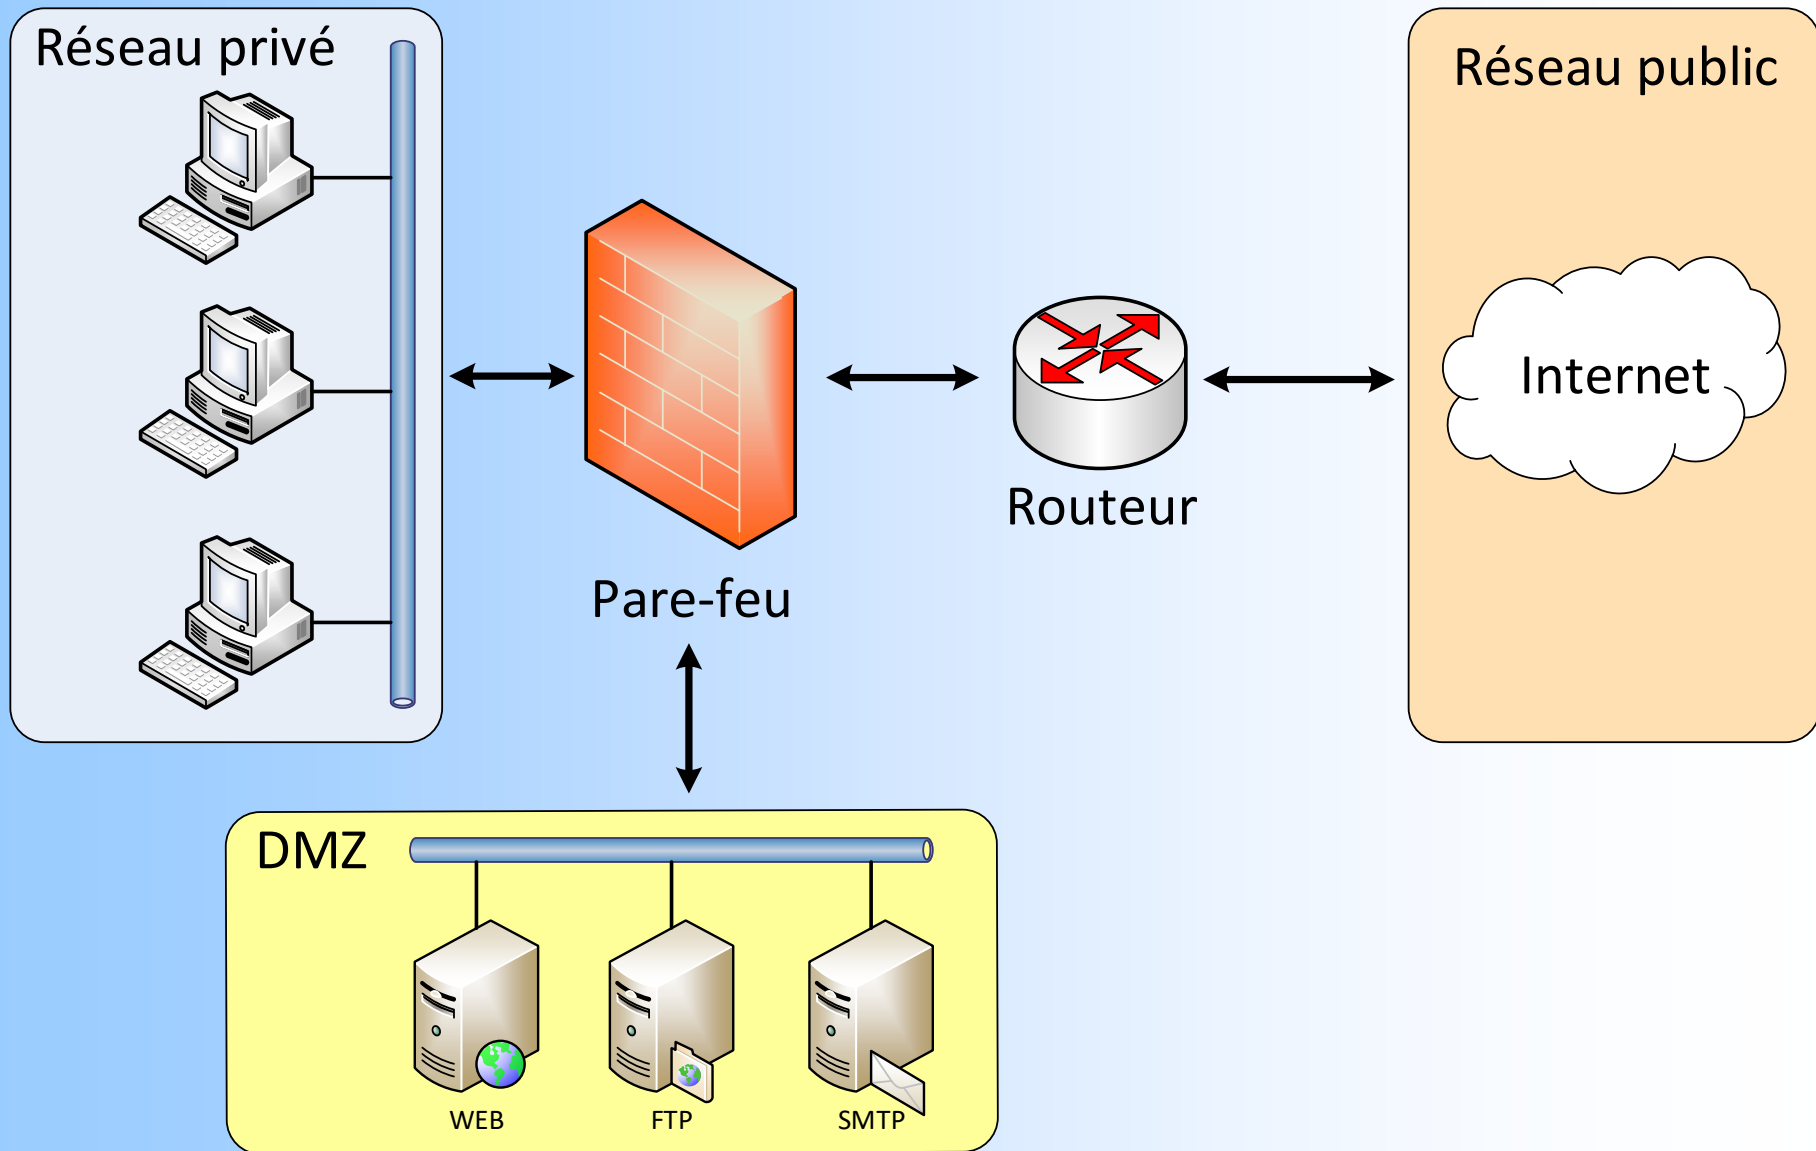 Réseau privé
Réseau public
Internet
Routeur
Pare-feu
DMZ
WEB
FTP
SMTP